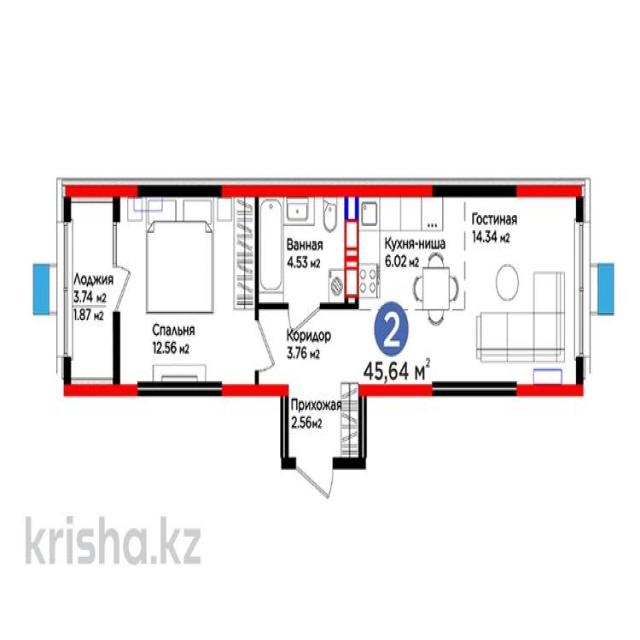 Лоджия
3.74 м2
1.87 м2
Спальня
12.56 м2
Ванная
4.53 м2
Коридор
3.76 м2
Прихожая
2.56м2
Кухня-ниша
6.02 м2
Гостиная
14.34 м2
2
45,64 м²
krisha.kz